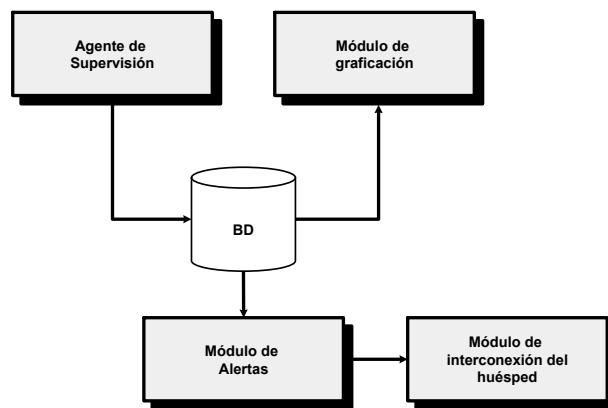 Agente de
Supervisión
Módulo de
graficación
BD
Módulo de
Alertas
Módulo de
interconexión del
huésped